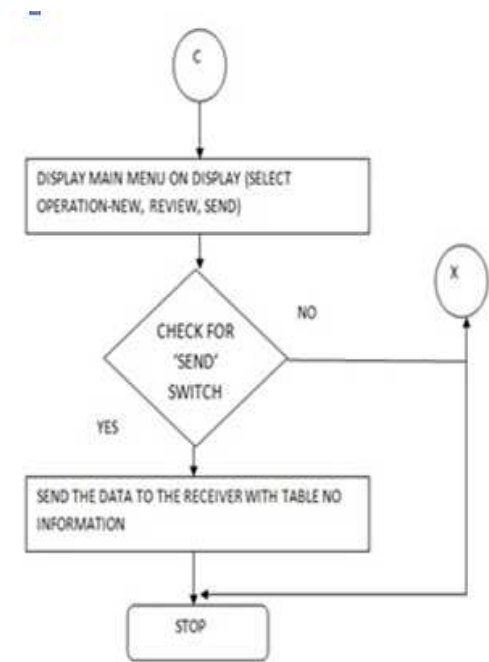 C
DISPLAY MAIN MENU ON DISPLAY (SELECT
OPERATION-NEW, REVIEW, SEND)
X
NO
CHECK FOR
'SEND'
SWITCH
YES
SEND THE DATA TO THE RECEIVER WITH TABLE NO
INFORMATION
STOP